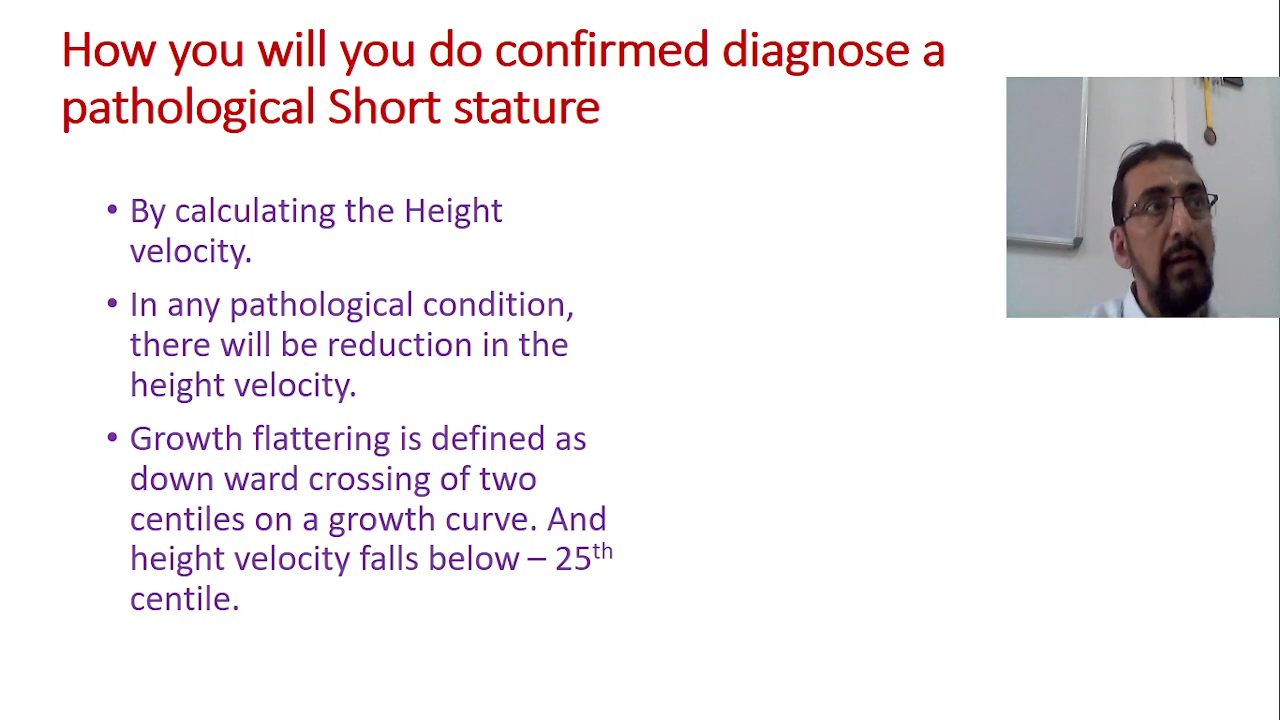 How you will you do confirmed diagnose a
pathological Short stature
• By calculating the Height
velocity.
• In any pathological condition,
there will be reduction in the
height velocity.
• Growth flattering is defined as
down ward crossing of two
centiles on a growth curve. And
height velocity falls below – 25th
centile.